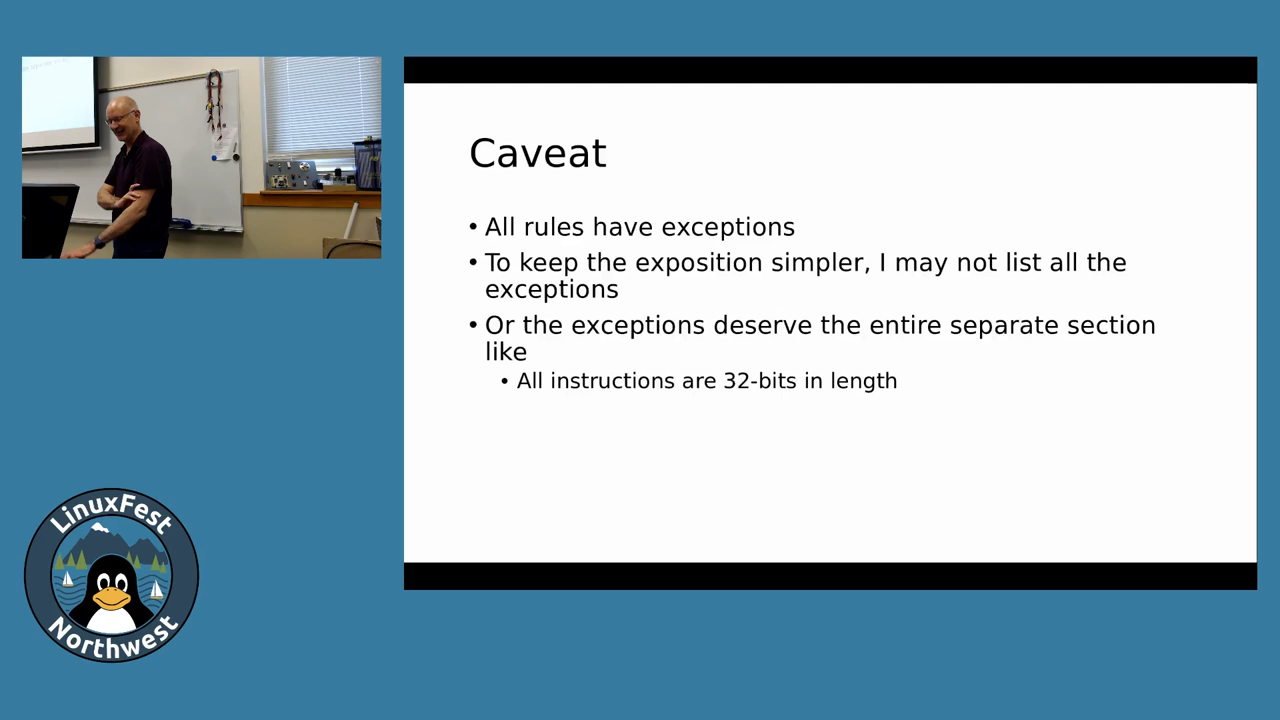 Caveat
• All rules have exceptions
• To keep the exposition simpler, I may not list all the
exceptions
• Or the exceptions deserve the entire separate section
like
• All instructions are 32-bits in length
LinuxFest
Northwest